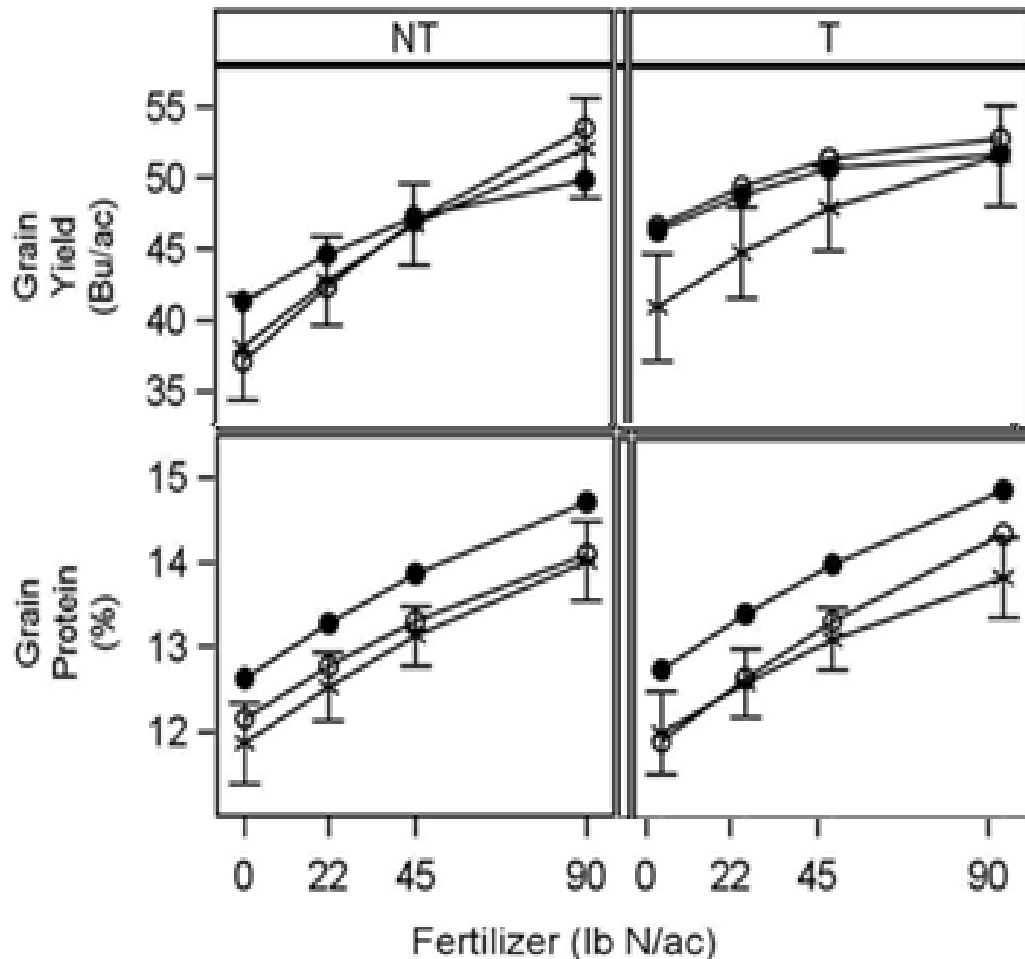 NT T
Grain
Yield
(Bu/ac)
55
50
45
40
35
Grain
Protein
(%)
15
14
13
12
0 22 45 90 0 22 45 90
Fertilizer (lb N/ac)